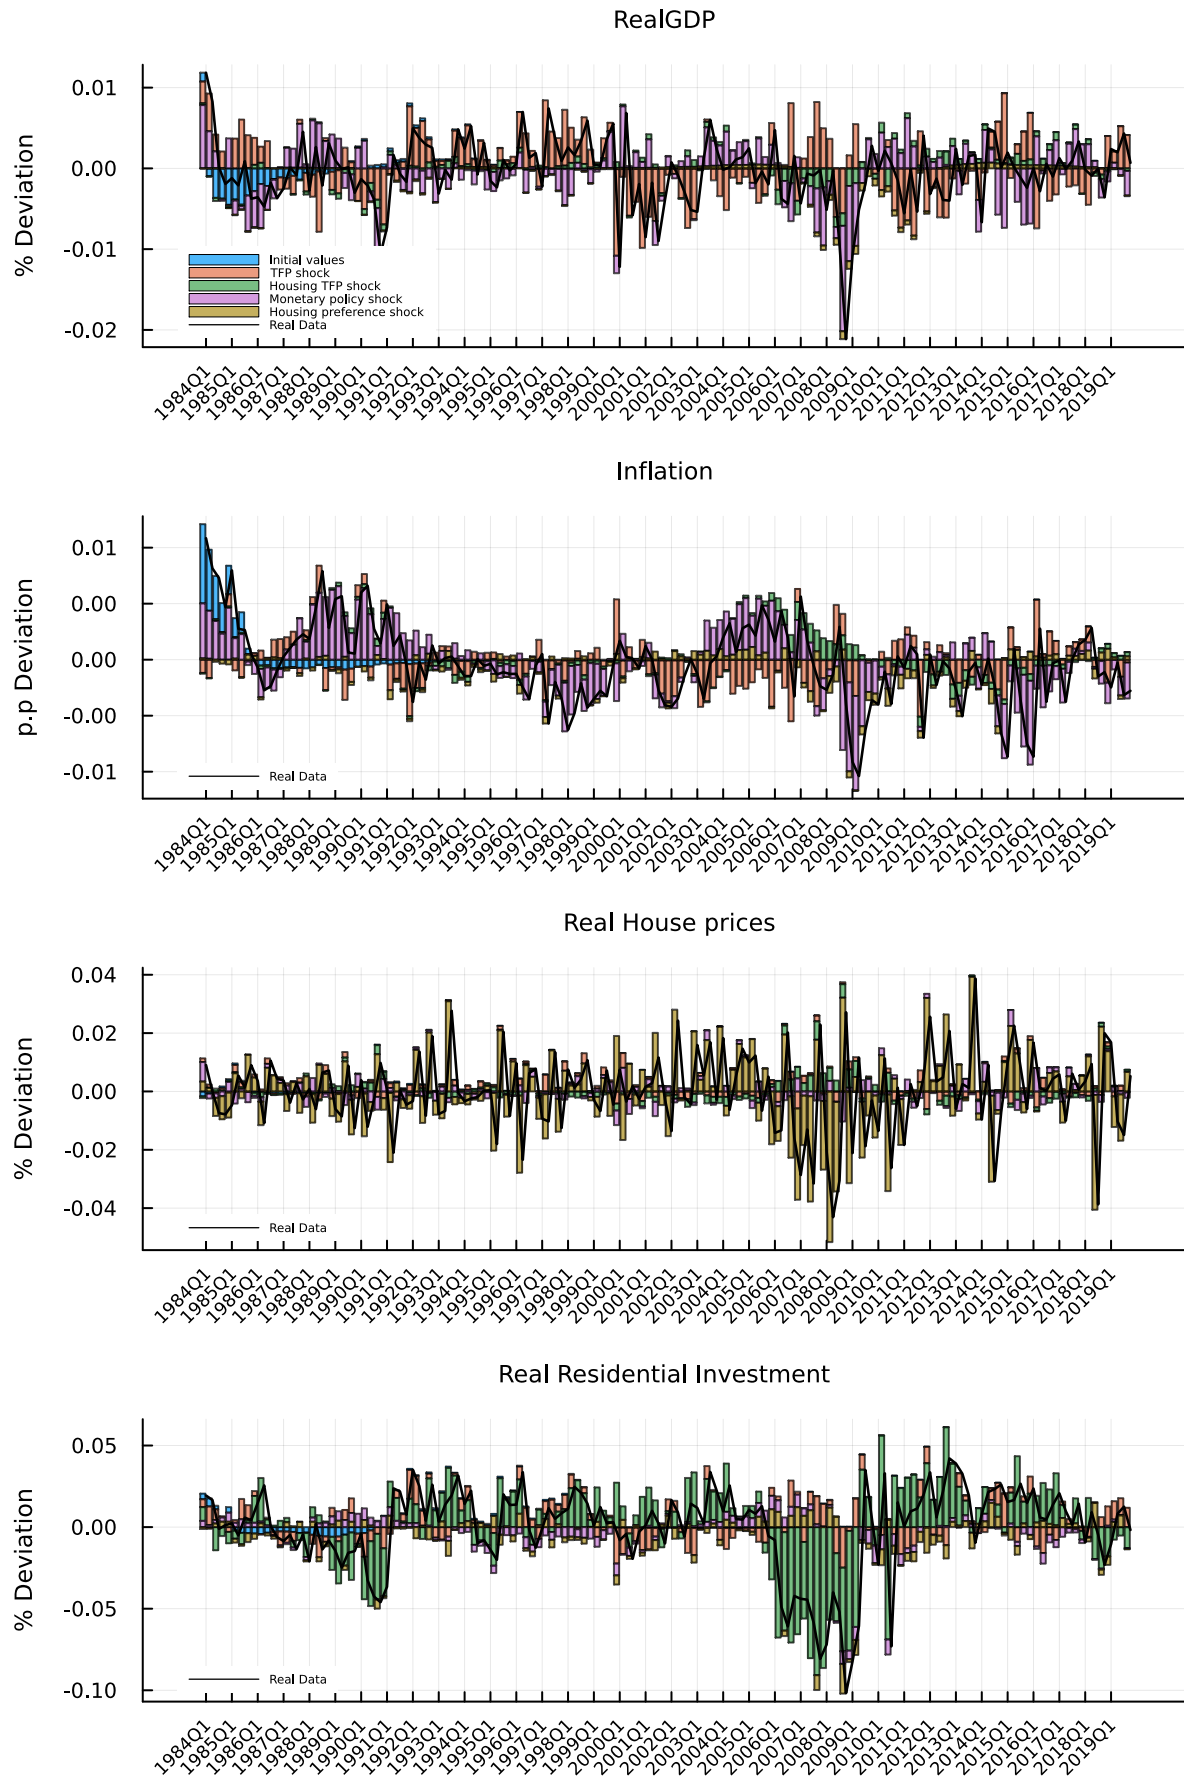 RealGDP
% Deviation
0.01
0.00
-0.01
-0.02
Initial values
TFP shock
Housing TFP shock
Monetary policy shock
Housing preference shock
Real Data
1984Q1 1985Q1 1986Q1 1987Q1 1988Q1 1989Q1 1990Q1 1991Q1 1992Q1 1993Q1 1994Q1 1995Q1 1996Q1 1997Q1 1998Q1 1999Q1 2000Q1 2001Q1 2002Q1 2003Q1 2004Q1 2005Q1 2006Q1 2007Q1 2008Q1 2009Q1 2010Q1 2011Q1 2012Q1 2013Q1 2014Q1 2015Q1 2016Q1 2017Q1 2018Q1 2019Q1
Inflation
p.p Deviation
0.01
0.00
0.00
-0.00
-0.01
Real Data
1984Q1 1985Q1 1986Q1 1987Q1 1988Q1 1989Q1 1990Q1 1991Q1 1992Q1 1993Q1 1994Q1 1995Q1 1996Q1 1997Q1 1998Q1 1999Q1 2000Q1 2001Q1 2002Q1 2003Q1 2004Q1 2005Q1 2006Q1 2007Q1 2008Q1 2009Q1 2010Q1 2011Q1 2012Q1 2013Q1 2014Q1 2015Q1 2016Q1 2017Q1 2018Q1 2019Q1
Real House prices
% Deviation
0.04
0.02
0.00
-0.02
-0.04
Real Data
1984Q1 1985Q1 1986Q1 1987Q1 1988Q1 1989Q1 1990Q1 1991Q1 1992Q1 1993Q1 1994Q1 1995Q1 1996Q1 1997Q1 1998Q1 1999Q1 2000Q1 2001Q1 2002Q1 2003Q1 2004Q1 2005Q1 2006Q1 2007Q1 2008Q1 2009Q1 2010Q1 2011Q1 2012Q1 2013Q1 2014Q1 2015Q1 2016Q1 2017Q1 2018Q1 2019Q1
Real Residential Investment
% Deviation
0.05
0.00
-0.05
-0.10
Real Data
1984Q1 1985Q1 1986Q1 1987Q1 1988Q1 1989Q1 1990Q1 1991Q1 1992Q1 1993Q1 1994Q1 1995Q1 1996Q1 1997Q1 1998Q1 1999Q1 2000Q1 2001Q1 2002Q1 2003Q1 2004Q1 2005Q1 2006Q1 2007Q1 2008Q1 2009Q1 2010Q1 2011Q1 2012Q1 2013Q1 2014Q1 2015Q1 2016Q1 2017Q1 2018Q1 2019Q1